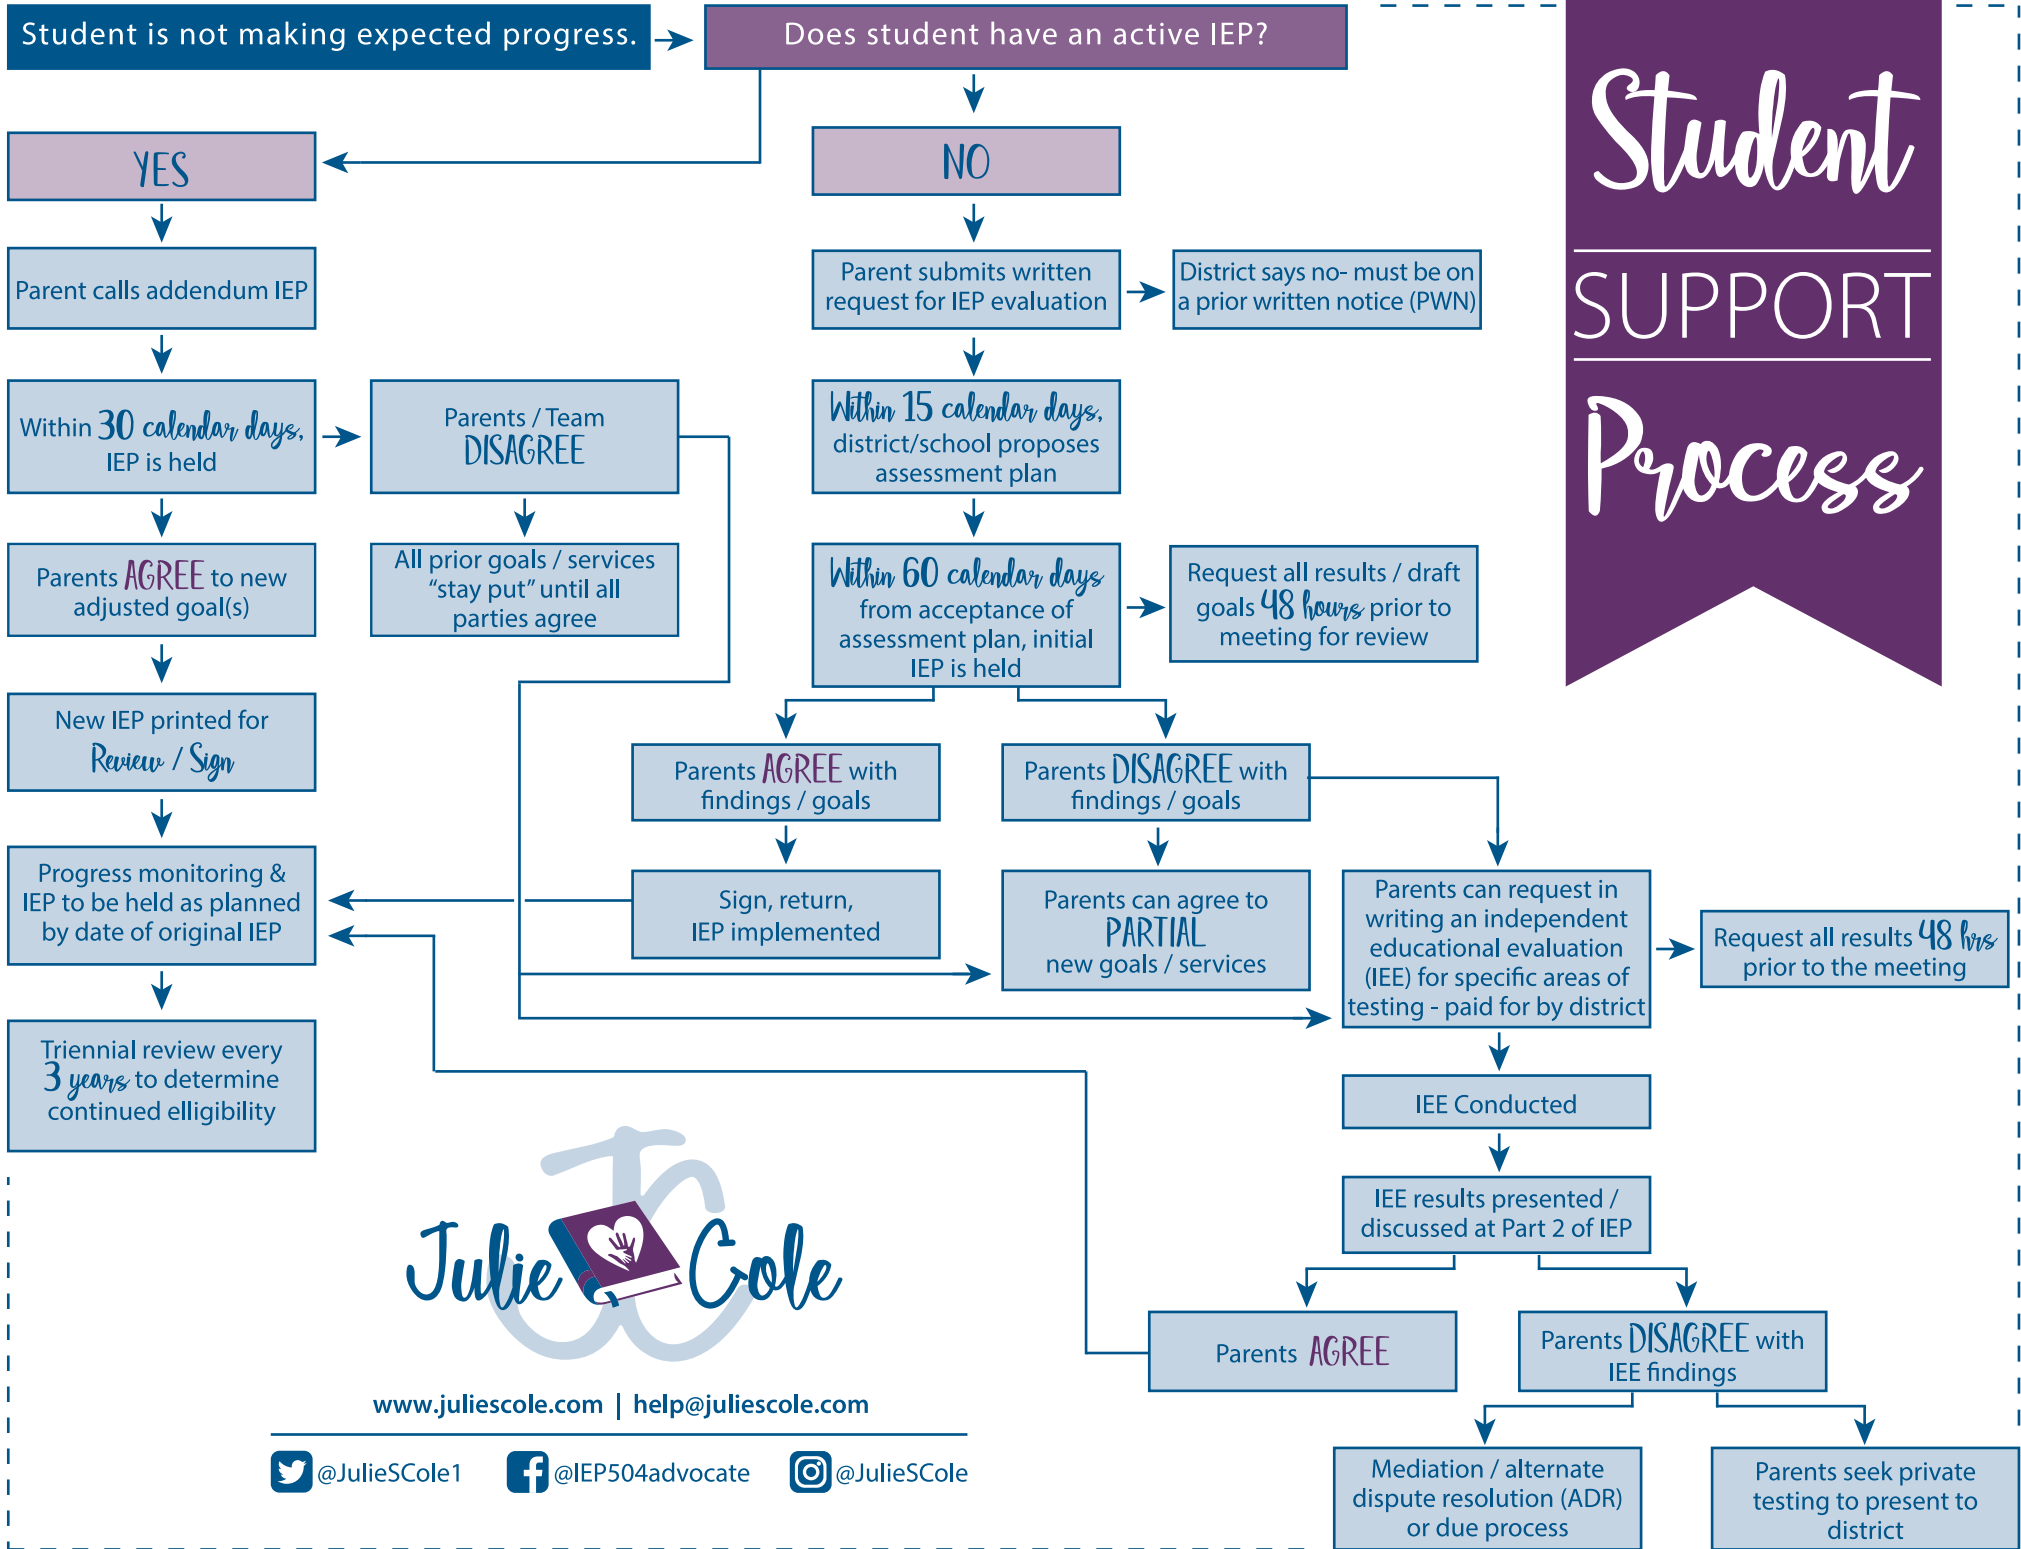 Student is not making expected progress.
Does student have an active IEP?
Student
SUPPORT
Process
YES
NO
Parent calls addendum IEP
Parent submits written
request for IEP evaluation
District says no- must be on
a prior written notice (PWN)
Within 30 calendar days,
IEP is held
Parents / Team
DISAGREE
Within 15 calendar days,
district/school proposes
assessment plan
Parents AGREE to new
adjusted goal(s)
All prior goals / services
“stay put” until all
parties agree
Within 60 calendar days
from acceptance of
assessment plan, initial
IEP is held
Request all results / draft
goals 48 hours prior to
meeting for review
New IEP printed for
Review / Sign
Parents AGREE with
findings / goals
Parents DISAGREE with
findings / goals
Progress monitoring &
IEP to be held as planned
by date of original IEP
Sign, return,
IEP implemented
Parents can agree to
PARTIAL
new goals / services
Parents can request in
writing an independent
educational evaluation
(IEE) for specific areas of
testing - paid for by district
Request all results 48 hrs
prior to the meeting
Triennial review every
3 years to determine
continued elligibility
IEE Conducted
IEE results presented /
discussed at Part 2 of IEP
JC
Julie Cole
Parents AGREE
Parents DISAGREE with
IEE findings
www.juliescole.com | help@juliescole.com
@JulieSCole1
@IEP504advocate
@JulieSCole
Mediation / alternate
dispute resolution (ADR)
or due process
Parents seek private
testing to present to
district